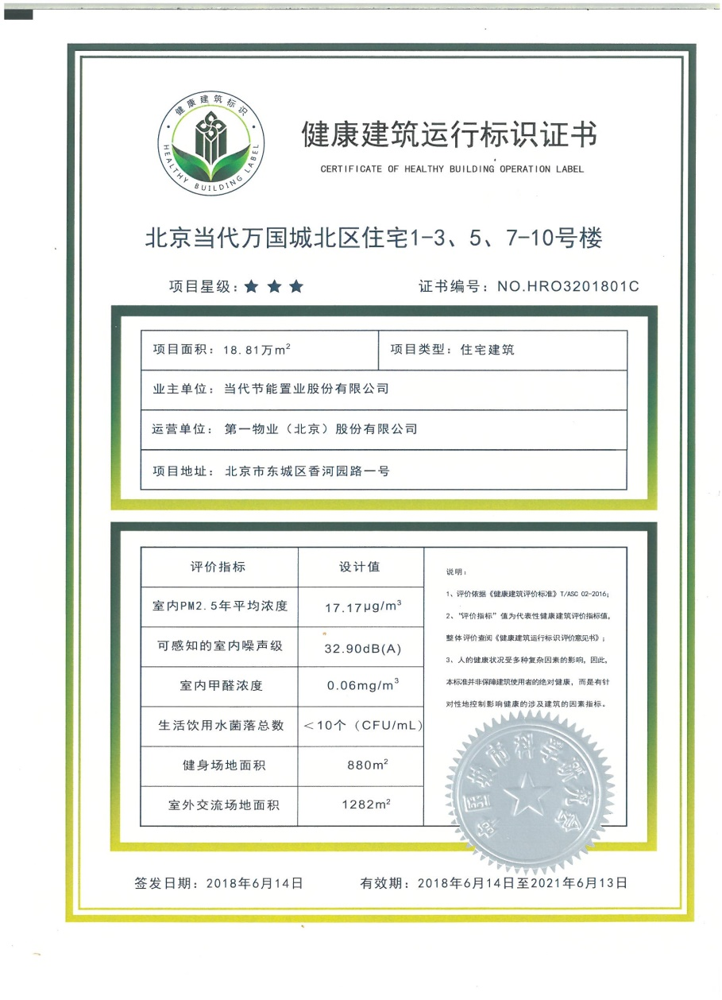 健康建筑标识
HEALTHY BUILDING LABEL
健康建筑运行标识证书
CERTIFICATE OF HEALTHY BUILDING OPERATION LABEL
北京当代万国城北区住宅1-3、5、7-10号楼
项目星级：★ ★ ★ 证书编号：NO.HRO3201801C
项目面积：18.81万m² 项目类型：住宅建筑
业主单位：当代节能置业股份有限公司
运营单位：第一物业（北京）股份有限公司
项目地址：北京市东城区香河园路一号
评价指标 设计值
室内PM2.5年平均浓度 17.17μg/m³
可感知的室内噪声级 32.90dB(A)
室内甲醛浓度 0.06mg/m³
生活饮用水菌落总数 ＜10个（CFU/mL）
健身场地面积 880m²
室外交流场地面积 1282m²
说明：
1、评价依据《健康建筑评价标准》T/ASC 02-2016；
2、"评价指标"值为代表性健康建筑评价指标值，
整体评价查阅《健康建筑运行标识评价意见书》；
3、人的健康状况受多种复杂因素的影响，因此，
本标准并非保障建筑使用者的绝对健康，而是有针
对性地控制影响健康的涉及建筑的因素指标。
中国城市科学研究会
签发日期：2018年6月14日 有效期：2018年6月14日至2021年6月13日